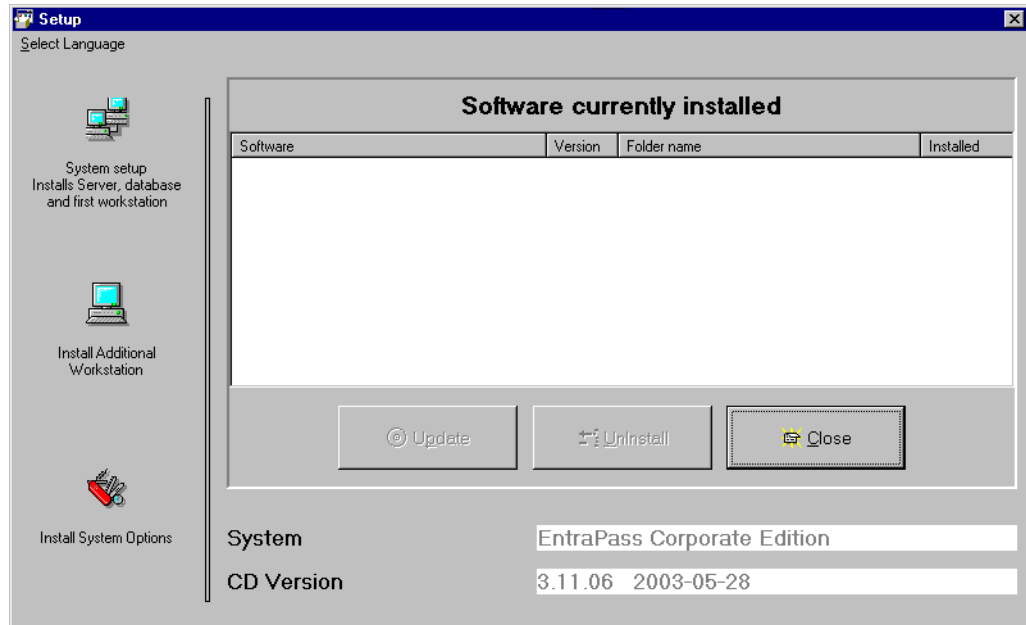 Setup
Select Language
System setup
Installs Server, database
and first workstation
Install Additional
Workstation
Install System Options
Software currently installed
Software Version Folder name Installed
Update UnInstall Close
System EntraPass Corporate Edition
CD Version 3.11.06 2003-05-28